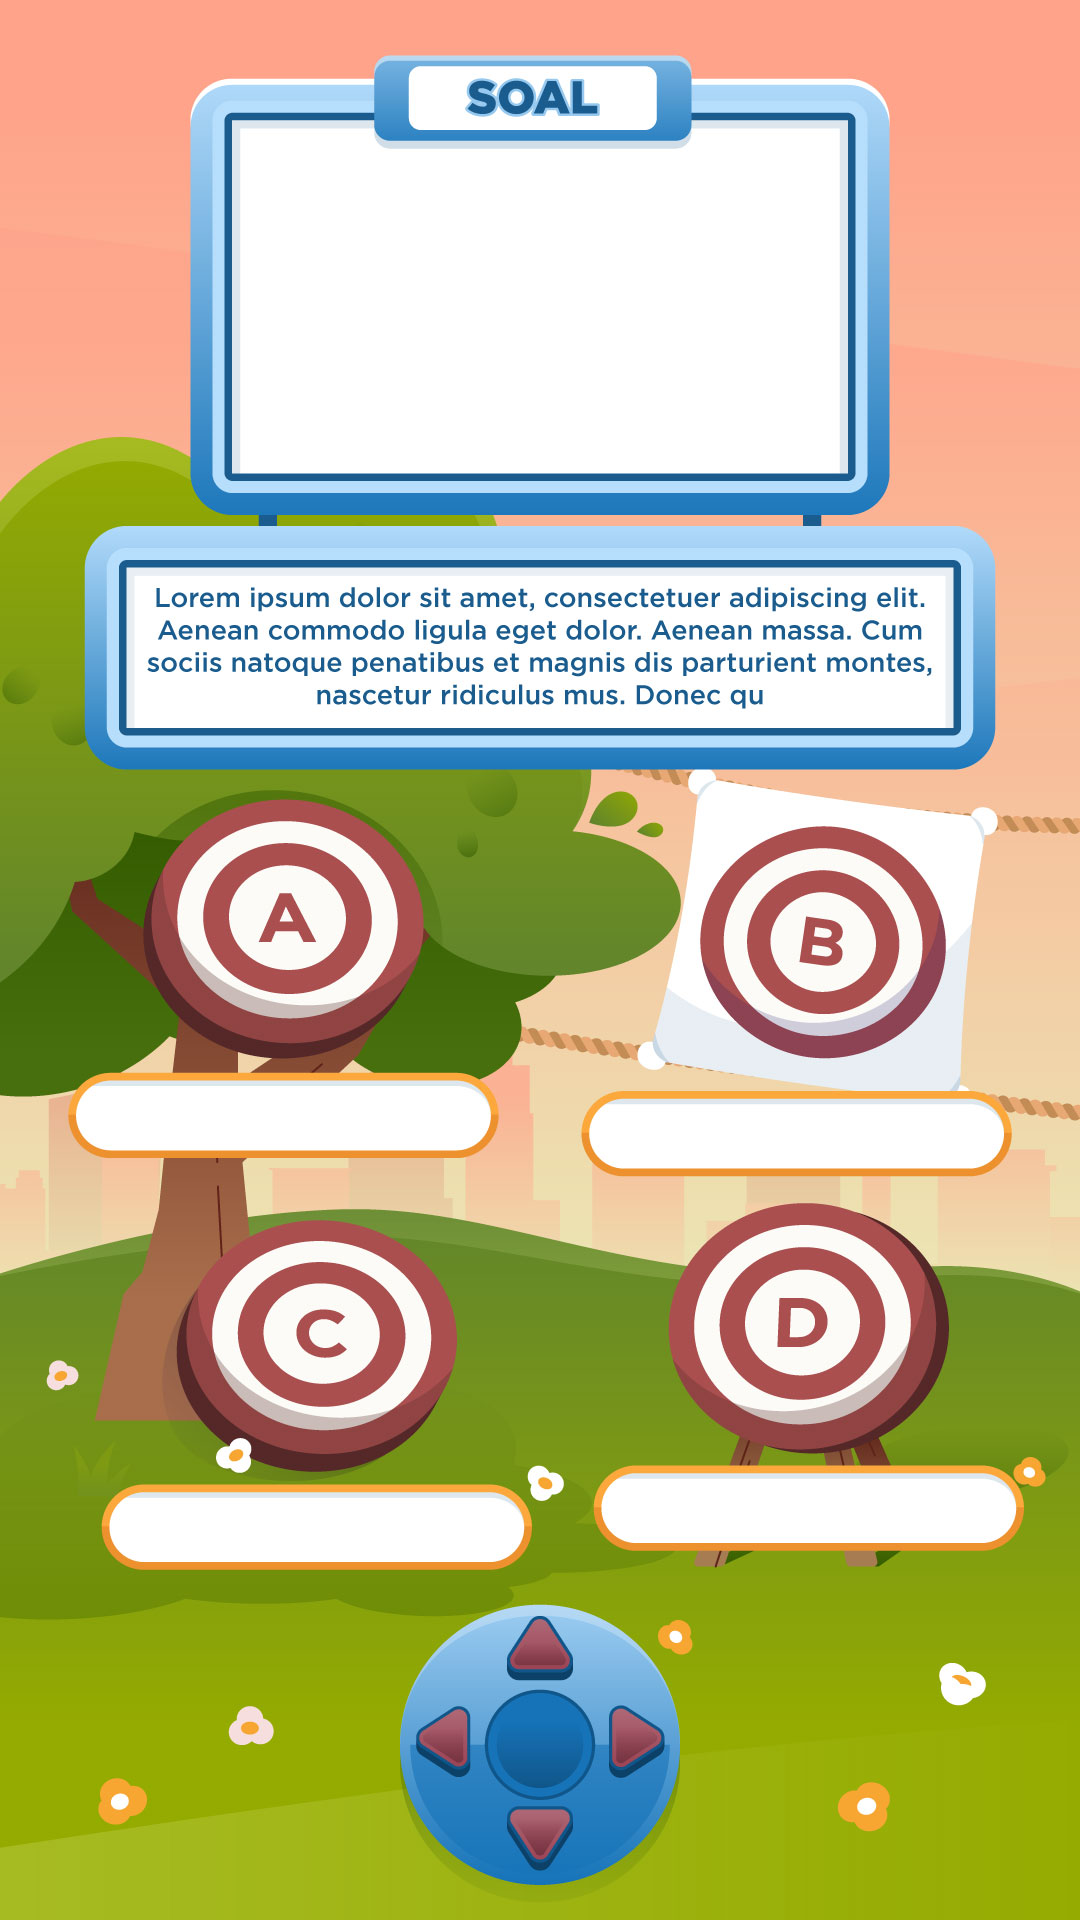 SOAL
Lorem ipsum dolor sit amet, consectetuer adipiscing elit.
Aenean commodo ligula eget dolor. Aenean massa. Cum
sociis natoque penatibus et magnis dis parturient montes,
nascetur ridiculus mus. Donec qu
A
B
C
D